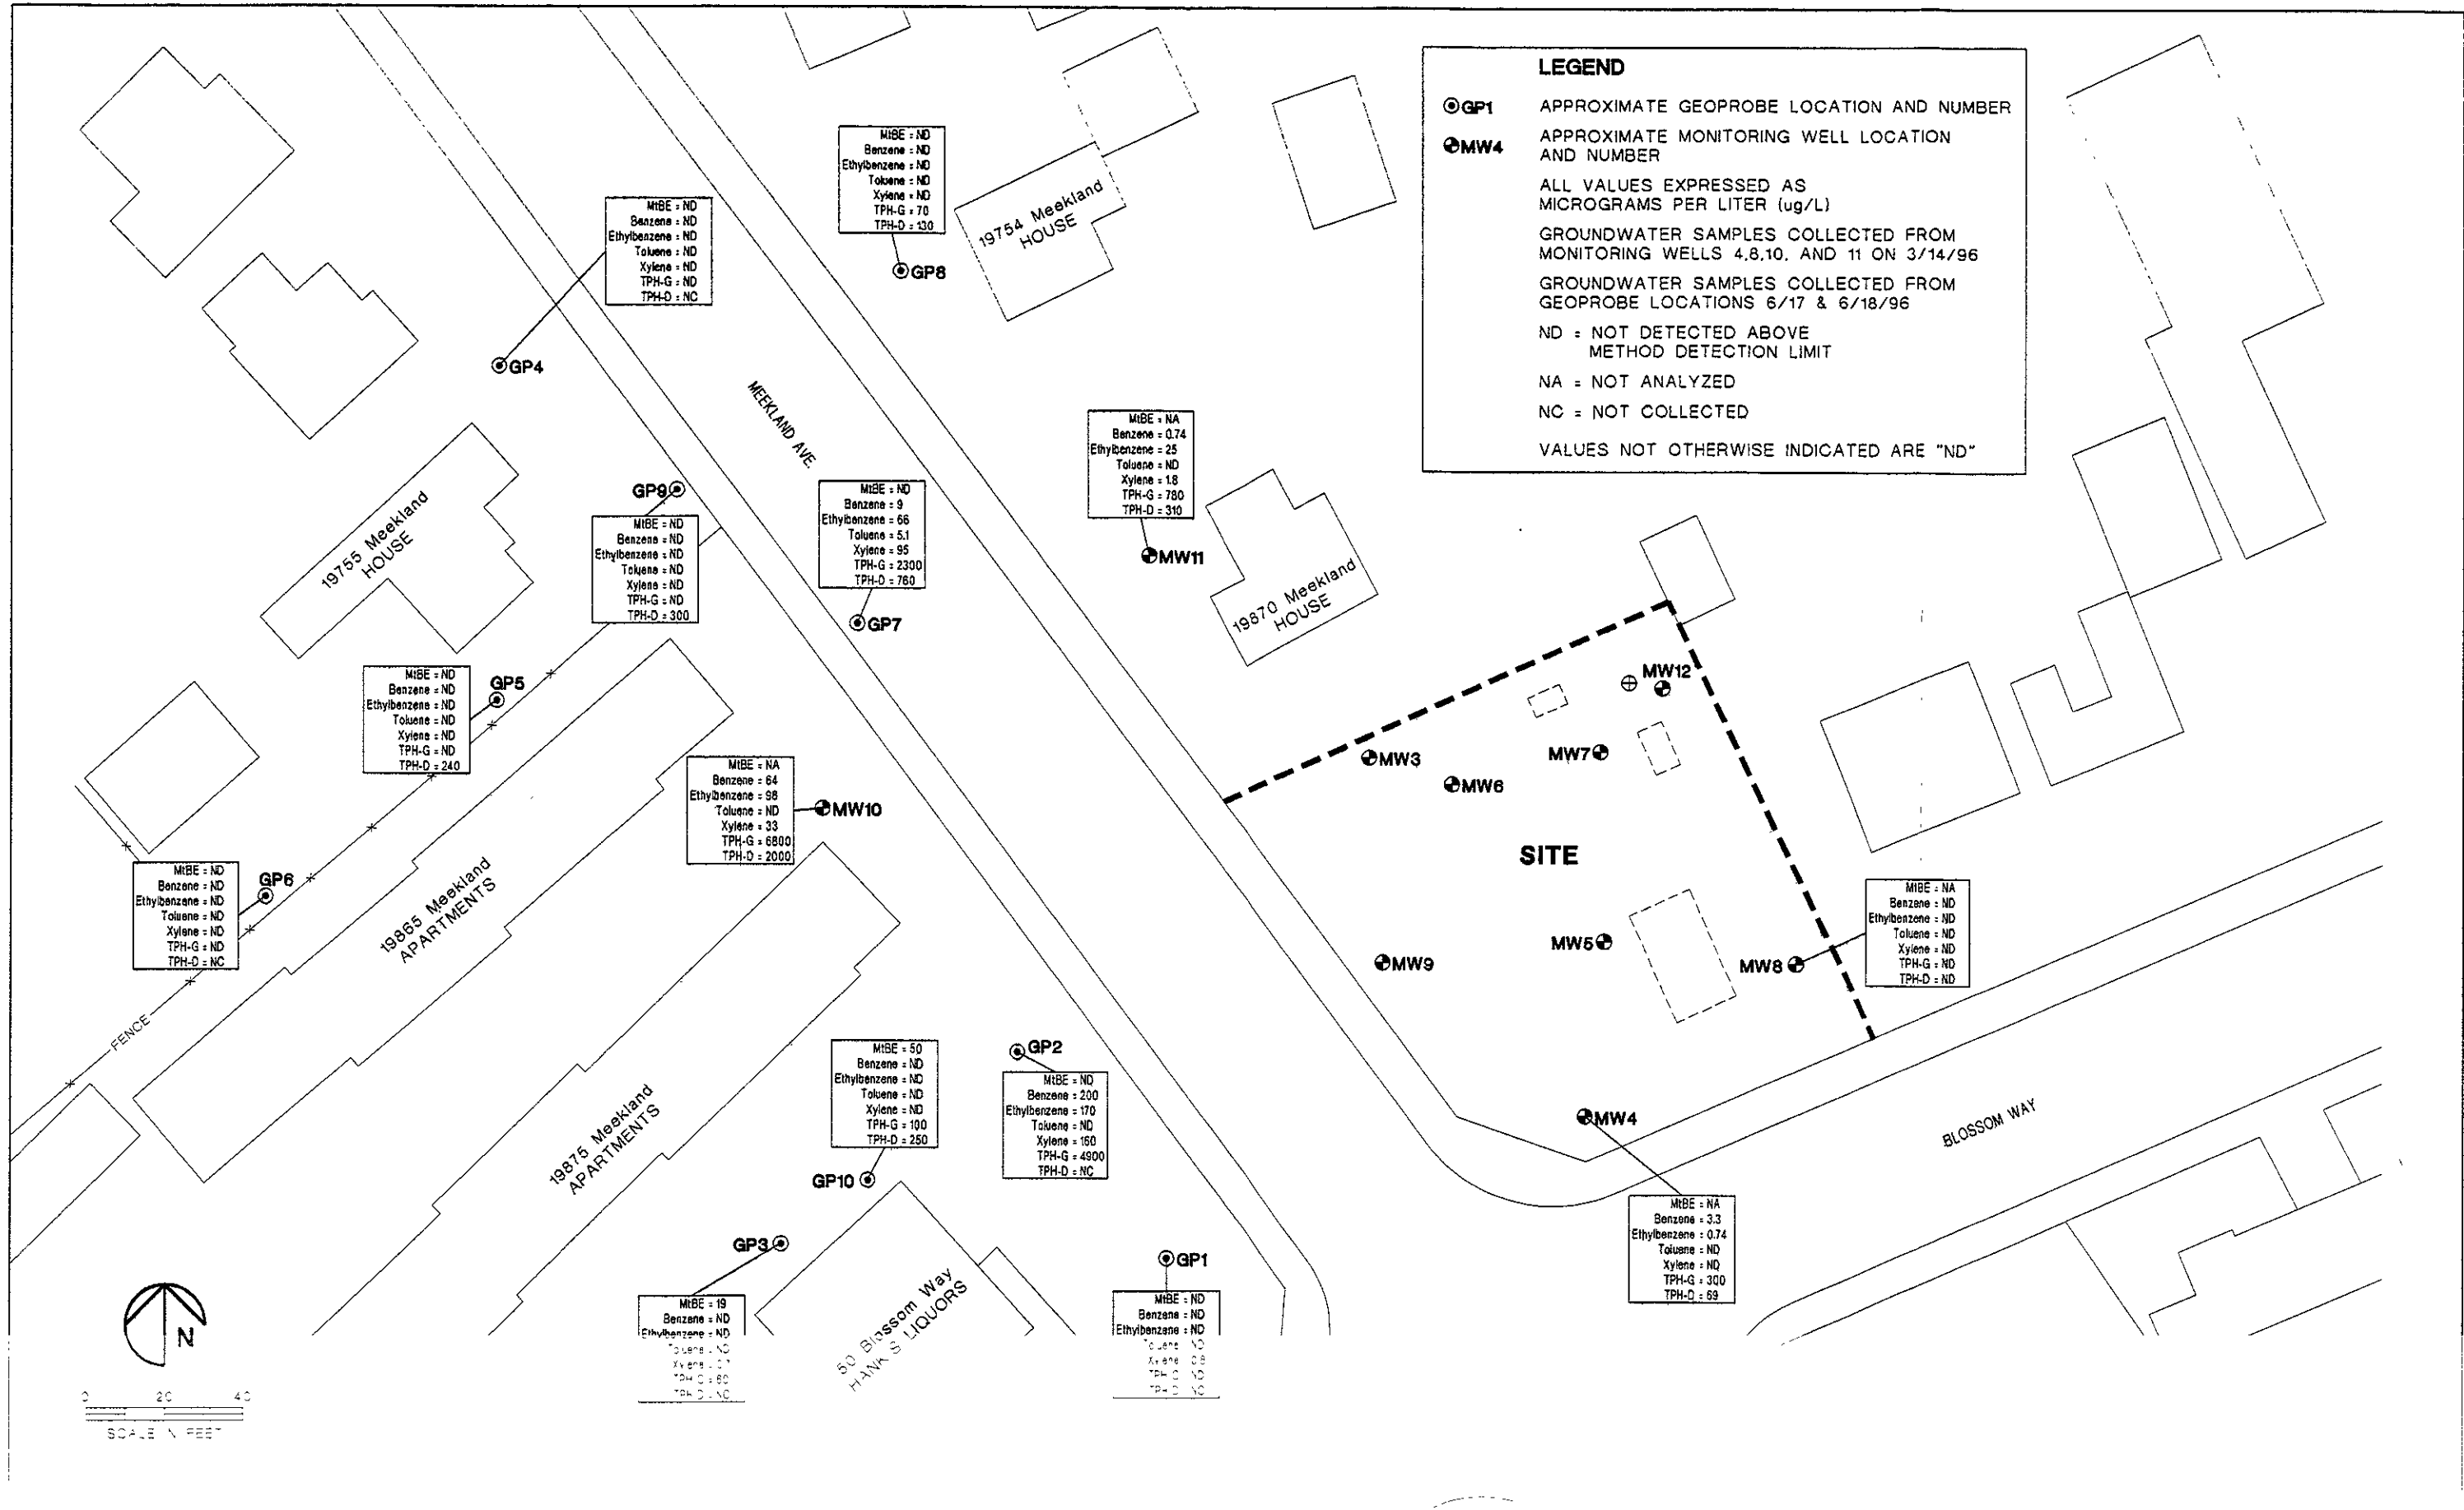 LEGEND
GP1 APPROXIMATE GEOPROBE LOCATION AND NUMBER
MW4 APPROXIMATE MONITORING WELL LOCATION
AND NUMBER
ALL VALUES EXPRESSED AS
MICROGRAMS PER LITER (ug/L)
GROUNDWATER SAMPLES COLLECTED FROM
MONITORING WELLS 4,8,10, AND 11 ON 3/14/96
GROUNDWATER SAMPLES COLLECTED FROM
GEOPROBE LOCATIONS 6/17 & 6/18/96
ND = NOT DETECTED ABOVE
METHOD DETECTION LIMIT
NA = NOT ANALYZED
NC = NOT COLLECTED
VALUES NOT OTHERWISE INDICATED ARE "ND"
MtBE = ND
Benzene = ND
Ethylbenzene = ND
Toluene = ND
Xylene = ND
TPH-G = 70
TPH-D = 130
GP8
19754 Meekland
HOUSE
MtBE = ND
Benzene = ND
Ethylbenzene = ND
Toluene = ND
Xylene = ND
TPH-G = ND
TPH-D = NC
GP4
MEEKLAND AVE.
MtBE = NA
Benzene = 0.74
Ethylbenzene = 25
Toluene = ND
Xylene = 1.8
TPH-G = 780
TPH-D = 310
MW11
19870 Meekland
HOUSE
19755 Meekland
HOUSE
GP9
MtBE = ND
Benzene = ND
Ethylbenzene = ND
Toluene = ND
Xylene = ND
TPH-G = ND
TPH-D = 300
MtBE = ND
Benzene = 9
Ethylbenzene = 66
Toluene = 5.1
Xylene = 95
TPH-G = 2300
TPH-D = 760
GP7
MtBE = ND
Benzene = ND
Ethylbenzene = ND
Toluene = ND
Xylene = ND
TPH-G = ND
TPH-D = 240
GP5
MW12
MW3
MW6
MW7
SITE
MW5
MW9
MW8
MtBE = NA
Benzene = ND
Ethylbenzene = ND
Toluene = ND
Xylene = ND
TPH-G = ND
TPH-D = ND
MtBE = NA
Benzene = 64
Ethylbenzene = 98
Toluene = ND
Xylene = 33
TPH-G = 6800
TPH-D = 2000
MW10
MtBE = ND
Benzene = ND
Ethylbenzene = ND
Toluene = ND
Xylene = ND
TPH-G = ND
TPH-D = NC
GP6
19865 Meekland
APARTMENTS
FENCE
19875 Meekland
APARTMENTS
MtBE = 50
Benzene = ND
Ethylbenzene = ND
Toluene = ND
Xylene = ND
TPH-G = 100
TPH-D = 250
GP10
GP2
MtBE = ND
Benzene = 200
Ethylbenzene = 170
Toluene = ND
Xylene = 160
TPH-G = 4900
TPH-D = NC
MW4
MtBE = NA
Benzene = 3.3
Ethylbenzene = 0.74
Toluene = ND
Xylene = ND
TPH-G = 300
TPH-D = 69
BLOSSOM WAY
GP3
MtBE = 19
Benzene = ND
Ethylbenzene = ND
50 Blossom Way
HANK'S LIQUORS
GP1
MtBE = ND
Benzene = ND
Ethylbenzene = ND
N
0 20 40
SCALE IN FEET